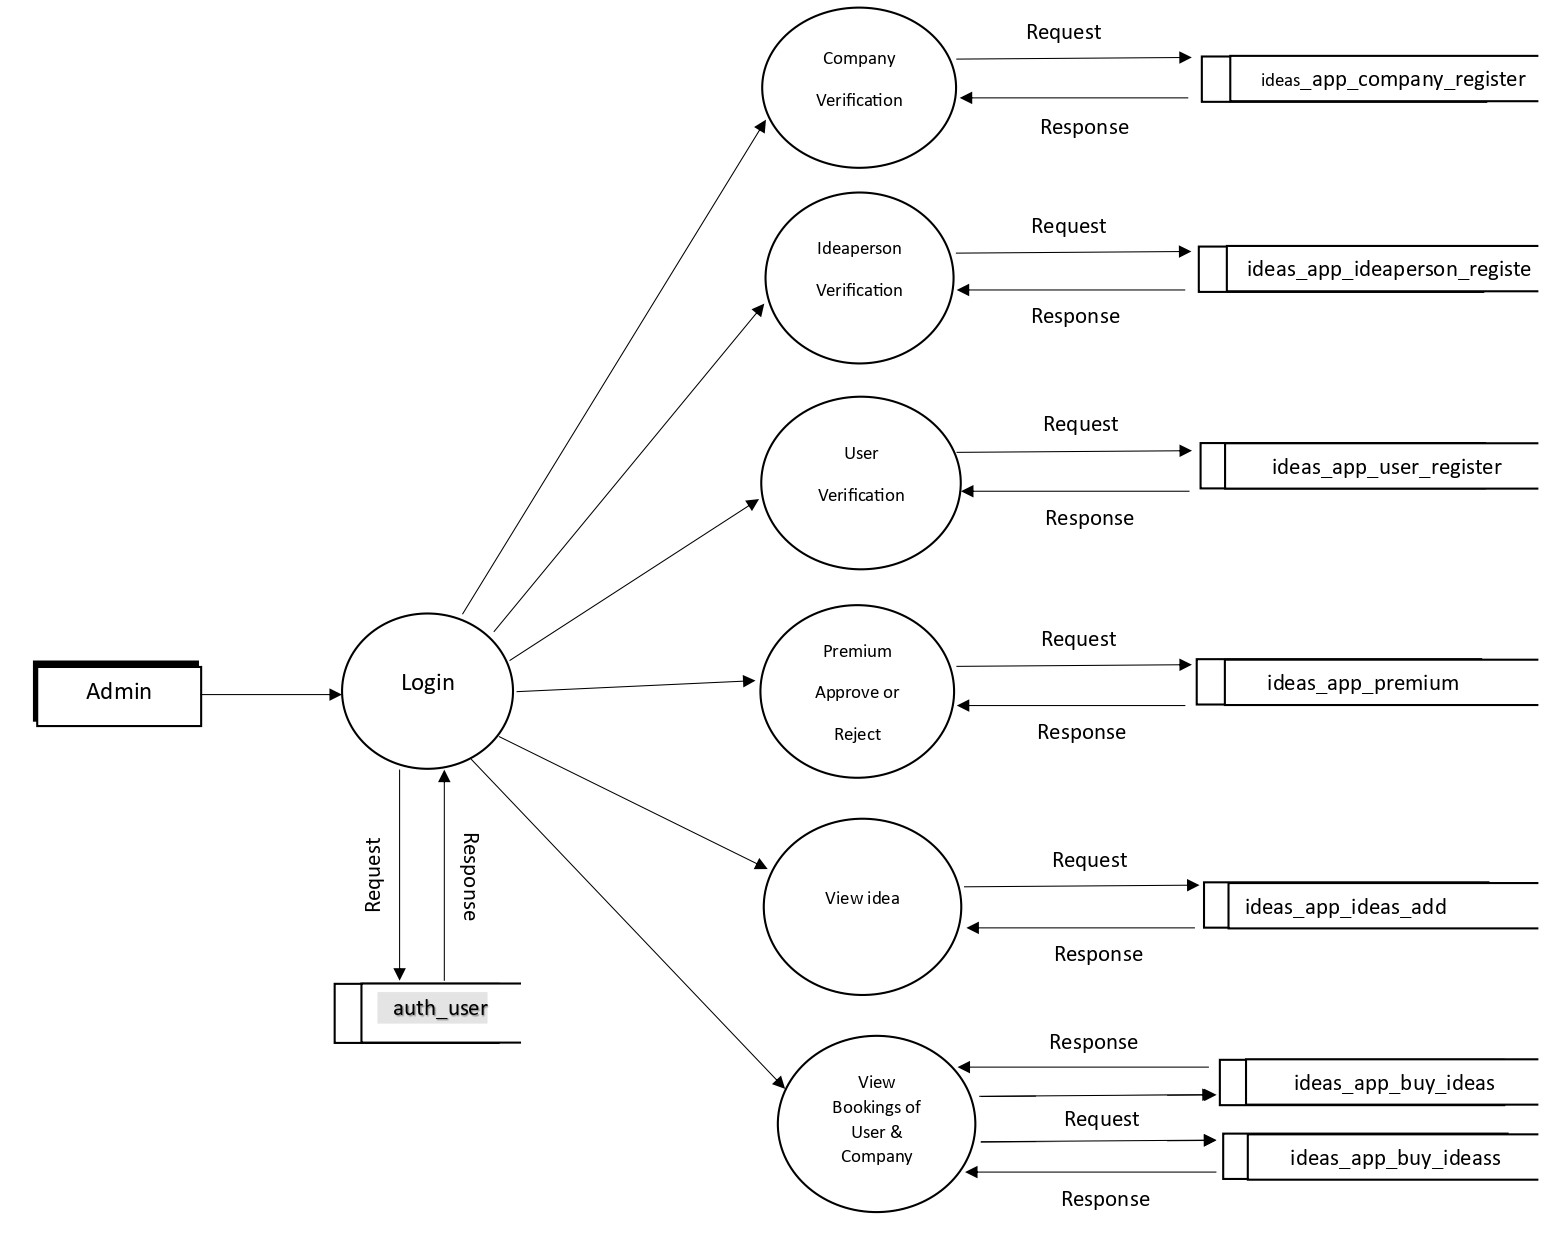 Request
Company
Verification
ideas_app_company_register
Response
Request
Ideaperson
Verification
ideas_app_ideaperson_registe
Response
Request
User
Verification
ideas_app_user_register
Response
Admin
Login
Request
Premium
Approve or
Reject
ideas_app_premium
Response
Request
Response
auth_user
Request
View idea
ideas_app_ideas_add
Response
Response
View
Bookings of
User &
Company
ideas_app_buy_ideas
Request
ideas_app_buy_ideass
Response